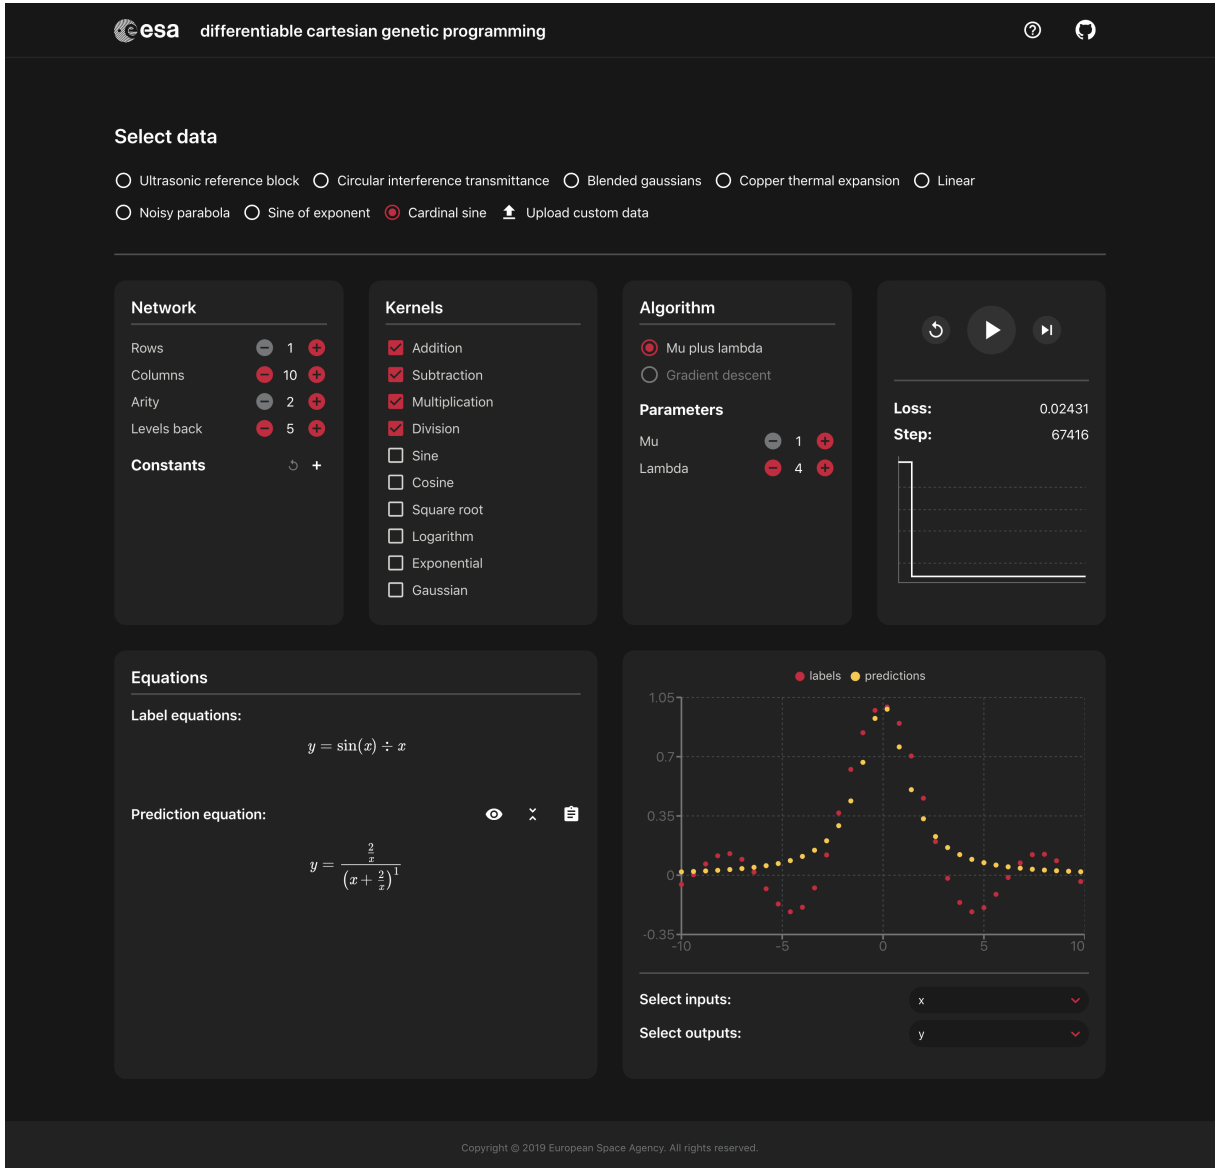 esa differentiable cartesian genetic programming
Select data
Ultrasonic reference block Circular interference transmittance Blended gaussians Copper thermal expansion Linear
Noisy parabola Sine of exponent Cardinal sine Upload custom data
Network
Rows 1
Columns 10
Arity 2
Levels back 5
Constants
Kernels
Addition
Subtraction
Multiplication
Division
Sine
Cosine
Square root
Logarithm
Exponential
Gaussian
Algorithm
Mu plus lambda
Gradient descent
Parameters
Mu 1
Lambda 4
Loss: 0.02431
Step: 67416
Equations
Label equations:
y = sin(x) ÷ x
Prediction equation:
y = \frac{\frac{2}{x}}{(x + \frac{2}{x})^1}
labels predictions
1.05
0.7
0.35
0
-0.35
-10 -5 0 5 10
Select inputs: x
Select outputs: y
Copyright © 2019 European Space Agency. All rights reserved.